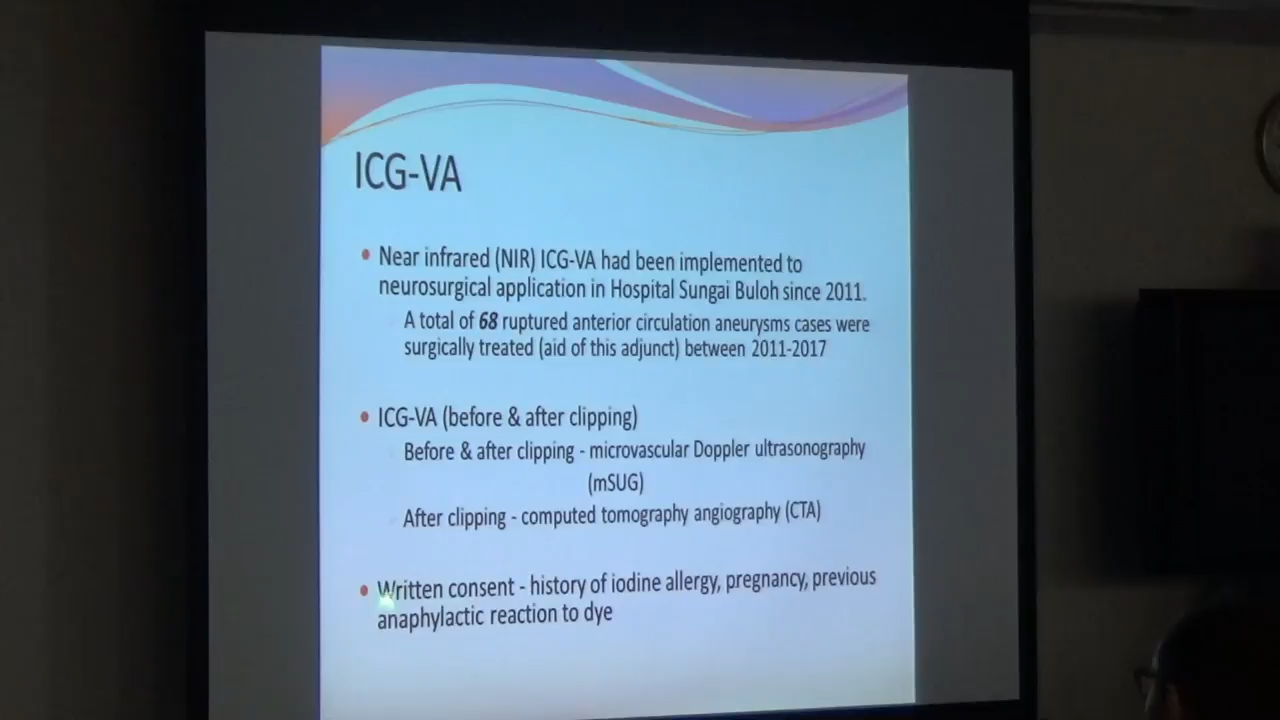 ICG-VA
• Near infrared (NIR) ICG-VA had been implemented to
neurosurgical application in Hospital Sungai Buloh since 2011.
A total of 68 ruptured anterior circulation aneurysms cases were
surgically treated (aid of this adjunct) between 2011-2017
• ICG-VA (before & after clipping)
Before & after clipping - microvascular Doppler ultrasonography
(mSUG)
After clipping - computed tomography angiography (CTA)
• Written consent - history of iodine allergy, pregnancy, previous
anaphylactic reaction to dye